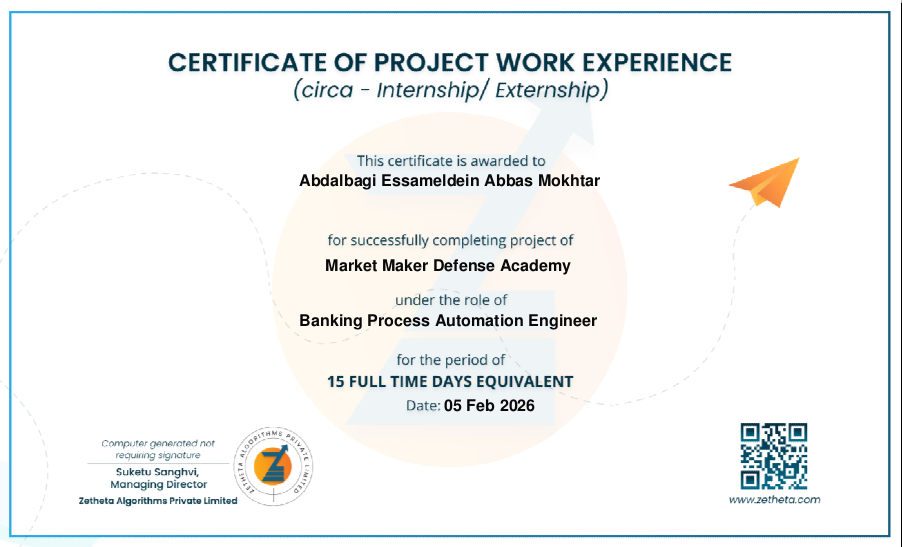 CERTIFICATE OF PROJECT WORK EXPERIENCE
(circa - Internship/ Externship)
This certificate is awarded to
Abdalbagi Essameldein Abbas Mokhtar
for successfully completing project of
Market Maker Defense Academy
under the role of
Banking Process Automation Engineer
for the period of
15 FULL TIME DAYS EQUIVALENT
Date: 05 Feb 2026
Computer generated not
requiring signature
Suketu Sanghvi,
Managing Director
Zetheta Algorithms Private Limited
ZETHETA ALGORITHMS PRIVATE LIMITED
www.zetheta.com